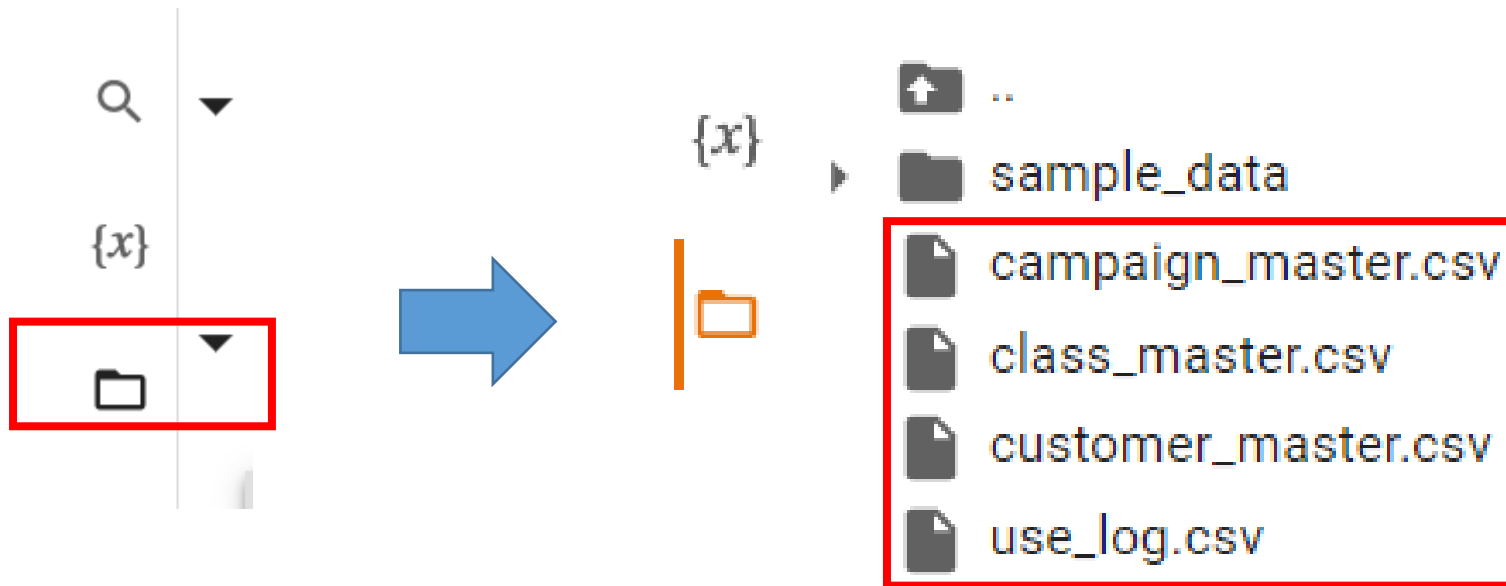 {x}
{x}
..
sample_data
campaign_master.csv
class_master.csv
customer_master.csv
use_log.csv